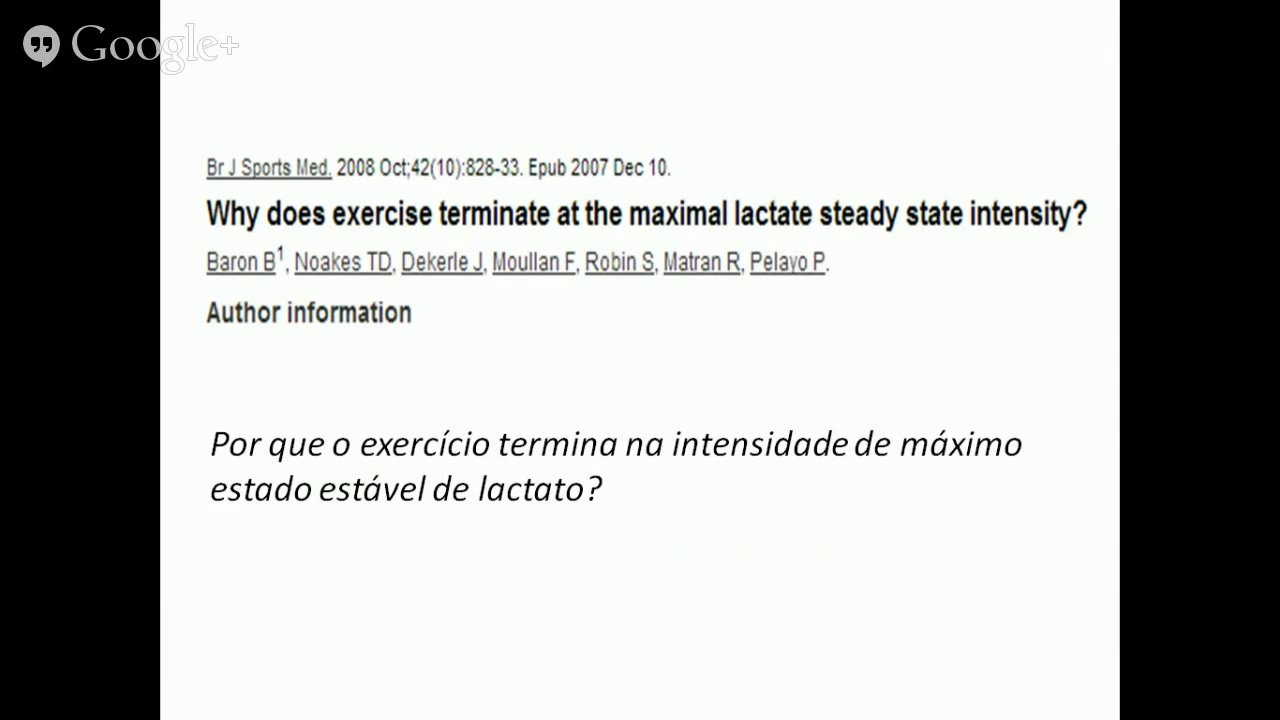 Google+
Br J Sports Med. 2008 Oct;42(10):828-33. Epub 2007 Dec 10.
Why does exercise terminate at the maximal lactate steady state intensity?
Baron B1, Noakes TD, Dekerle J, Moullan F, Robin S, Matran R, Pelayo P.
Author information
Por que o exercício termina na intensidade de máximo
estado estável de lactato?